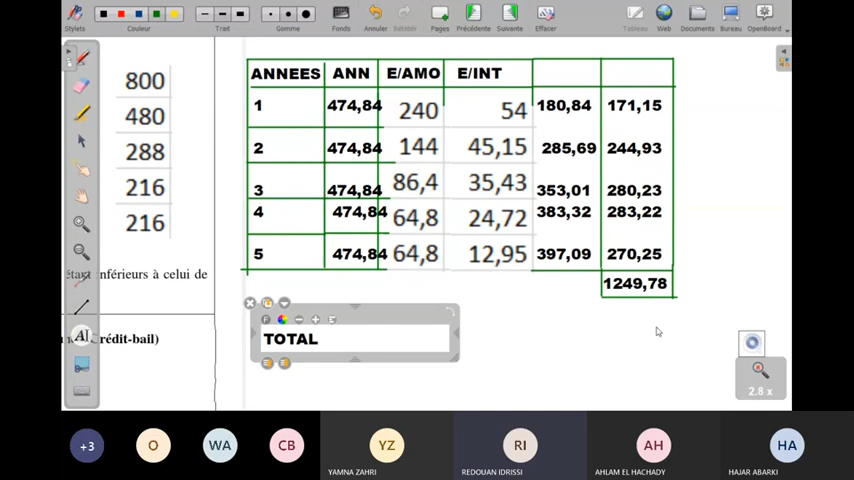 Stylets
Couleur
Trait
Gomme
Fonds
Annuler
Rétablir
Pages
Précédente
Suivante
Effacer
Tableau
Web
Documents
Bureau
OpenBoard
800
480
288
216
216
inférieurs à celui de
rédit-bail)
ANNEES ANN E/AMO E/INT
1 474,84 240 54 180,84 171,15
2 474,84 144 45,15 285,69 244,93
3 474,84 86,4 35,43 353,01 280,23
4 474,84 64,8 24,72 383,32 283,22
5 474,84 64,8 12,95 397,09 270,25
1249,78
TOTAL
2.8 x
+3
O
WA
CB
YZ
YAMNA ZAHRI
RI
REDOUAN IDRISSI
AH
AHLAM EL HACHADY
HA
HAJAR ABARKI